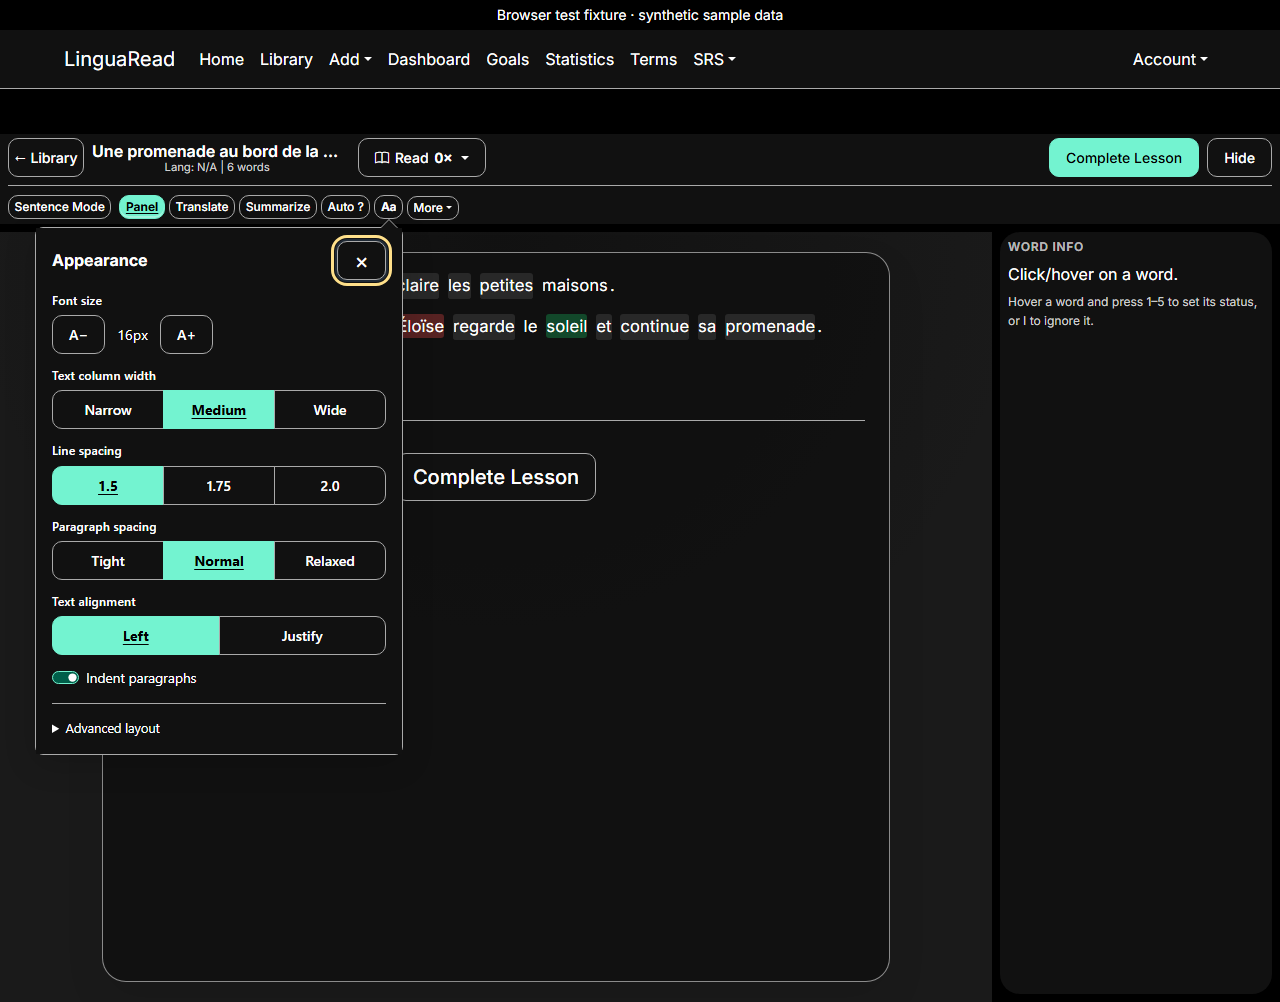 Browser test fixture · synthetic sample data
LinguaRead Home Library Add Dashboard Goals Statistics Terms SRS Account
← Library
Une promenade au bord de la ...
Lang: N/A | 6 words
Read 0×
Complete Lesson
Hide
Sentence Mode Panel Translate Summarize Auto ? Aa More
Appearance
×
Font size
A− 16px A+
Text column width
Narrow Medium Wide
Line spacing
1.5 1.75 2.0
Paragraph spacing
Tight Normal Relaxed
Text alignment
Left Justify
Indent paragraphs
Advanced layout
les petites maisons.
Éloïse regarde le soleil et continue sa promenade.
Complete Lesson
WORD INFO
Click/hover on a word.
Hover a word and press 1–5 to set its status,
or I to ignore it.